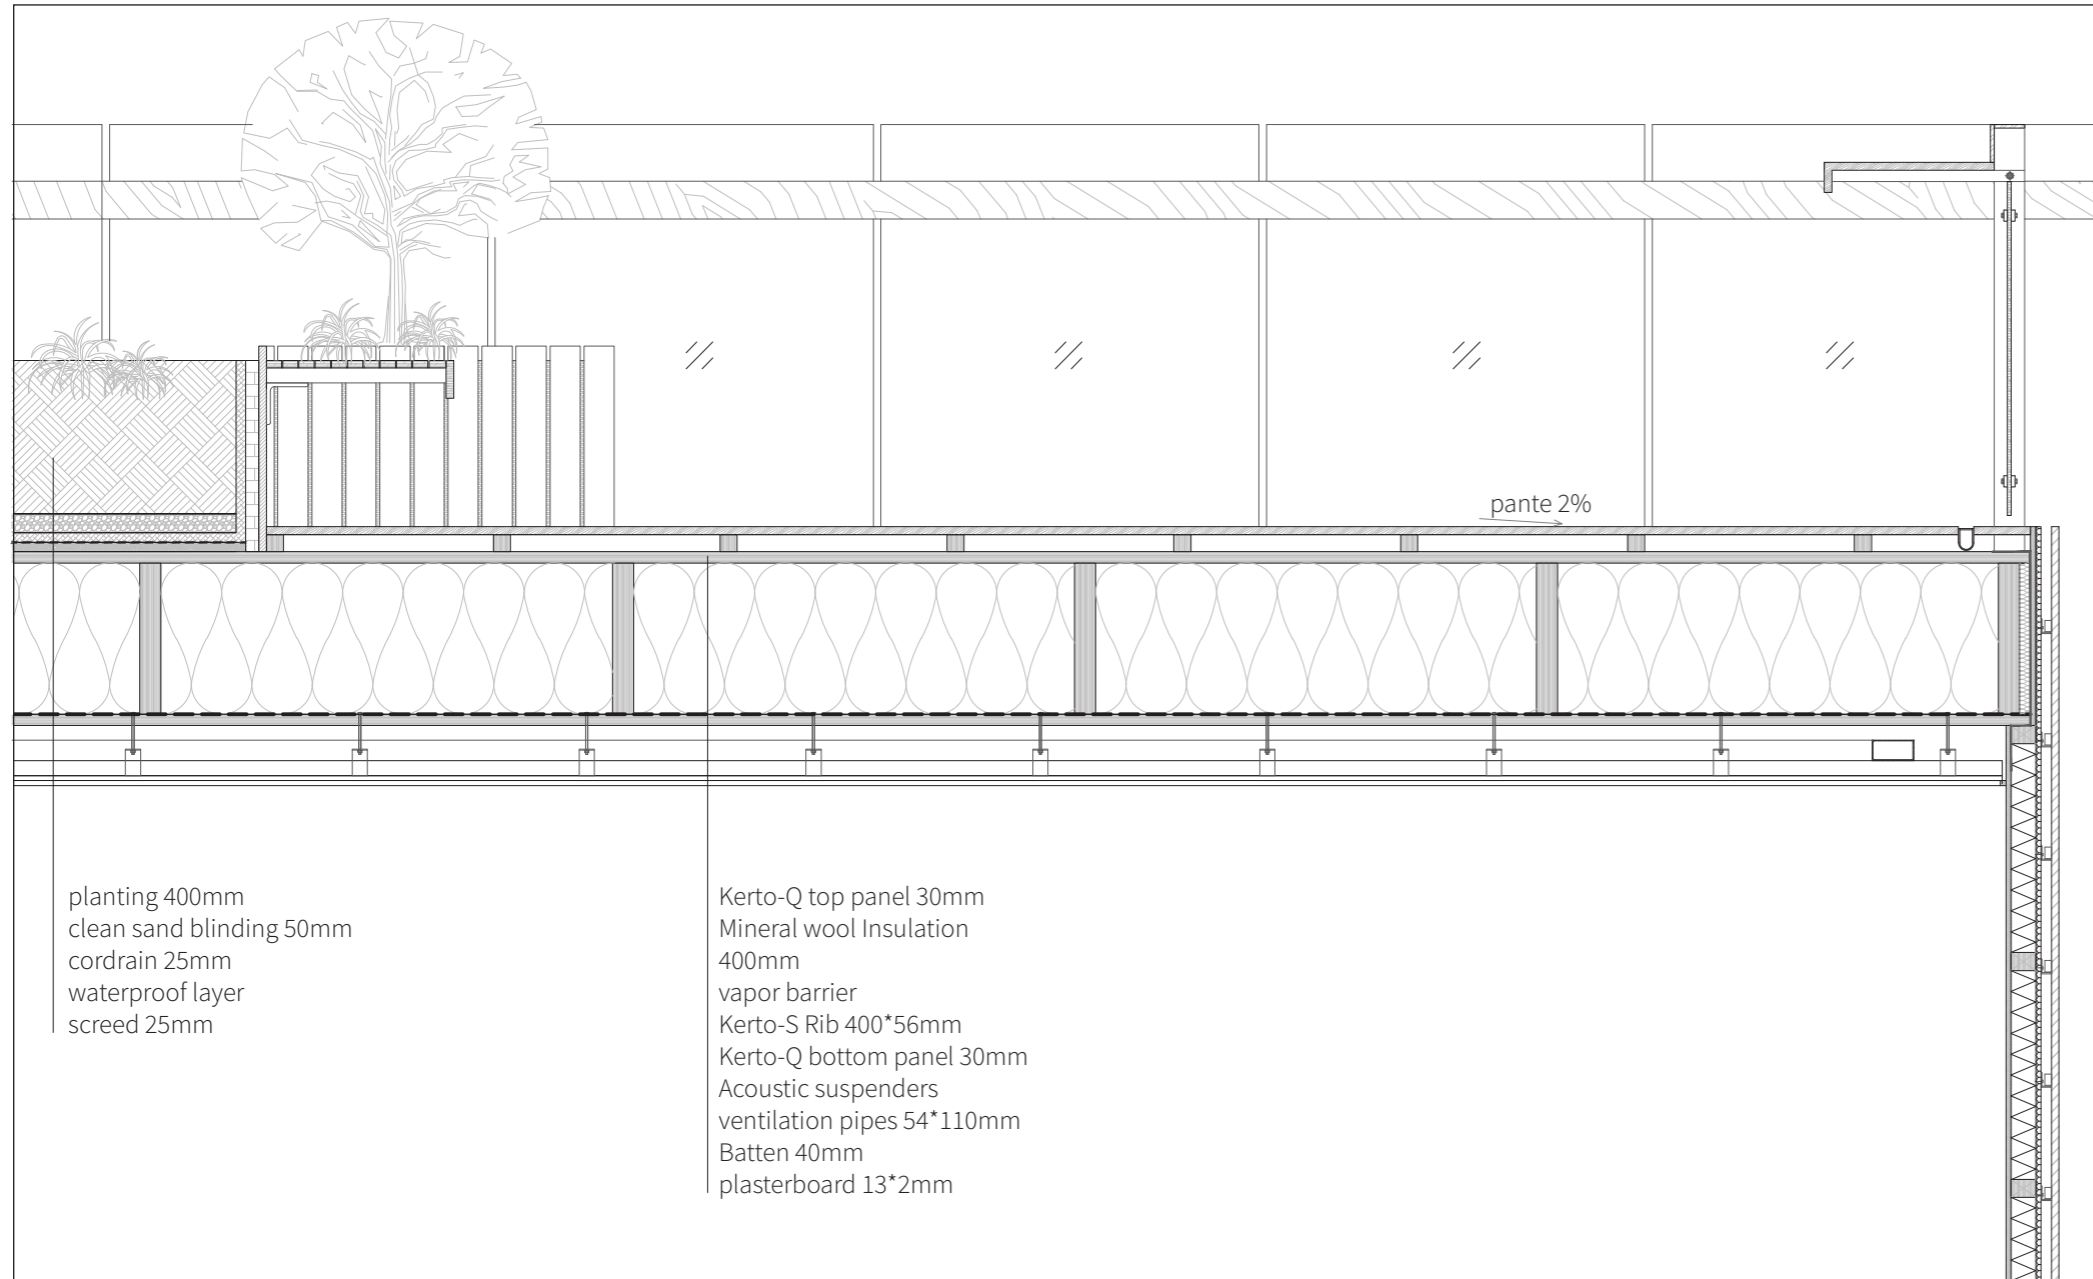 pante 2%
planting 400mm
clean sand blinding 50mm
cordrain 25mm
waterproof layer
screed 25mm
Kerto-Q top panel 30mm
Mineral wool Insulation
400mm
vapor barrier
Kerto-S Rib 400*56mm
Kerto-Q bottom panel 30mm
Acoustic suspenders
ventilation pipes 54*110mm
Batten 40mm
plasterboard 13*2mm